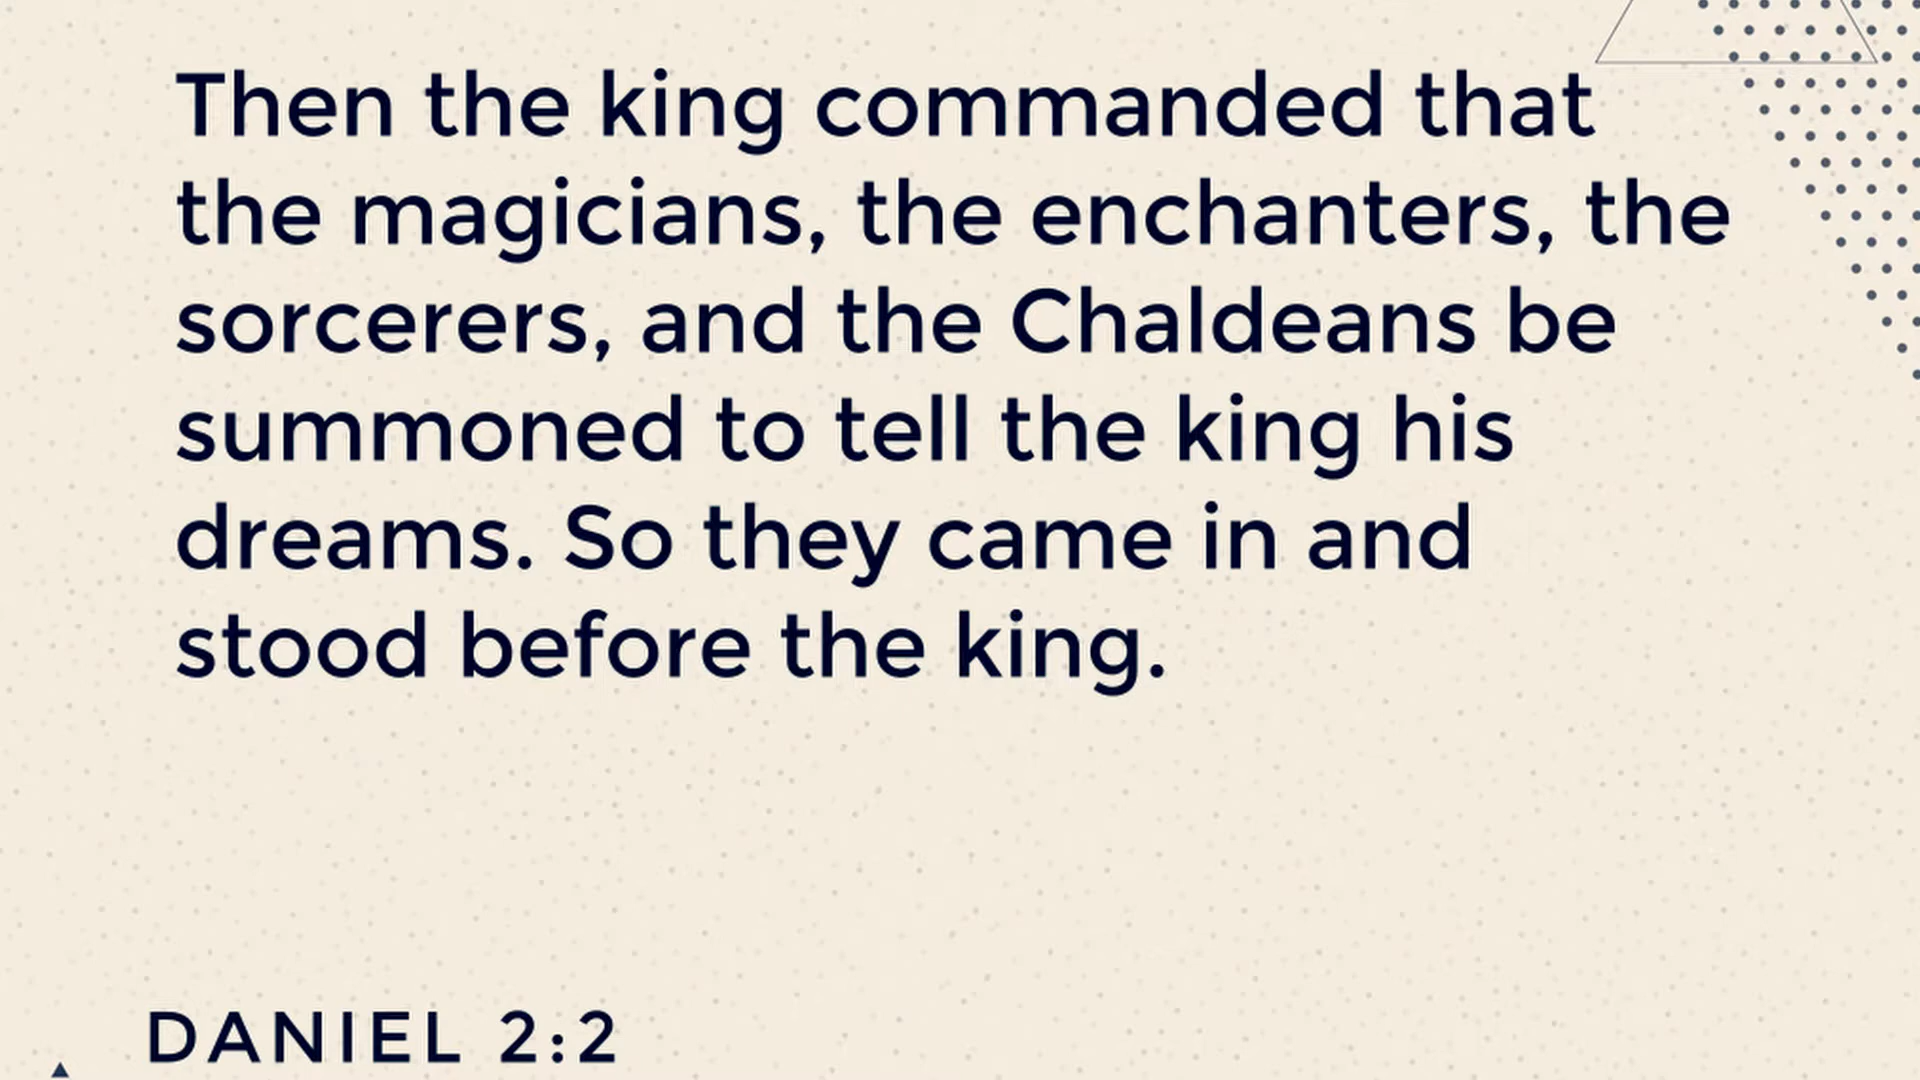 Then the king commanded that
the magicians, the enchanters, the
sorcerers, and the Chaldeans be
summoned to tell the king his
dreams. So they came in and
stood before the king.
DANIEL 2:2